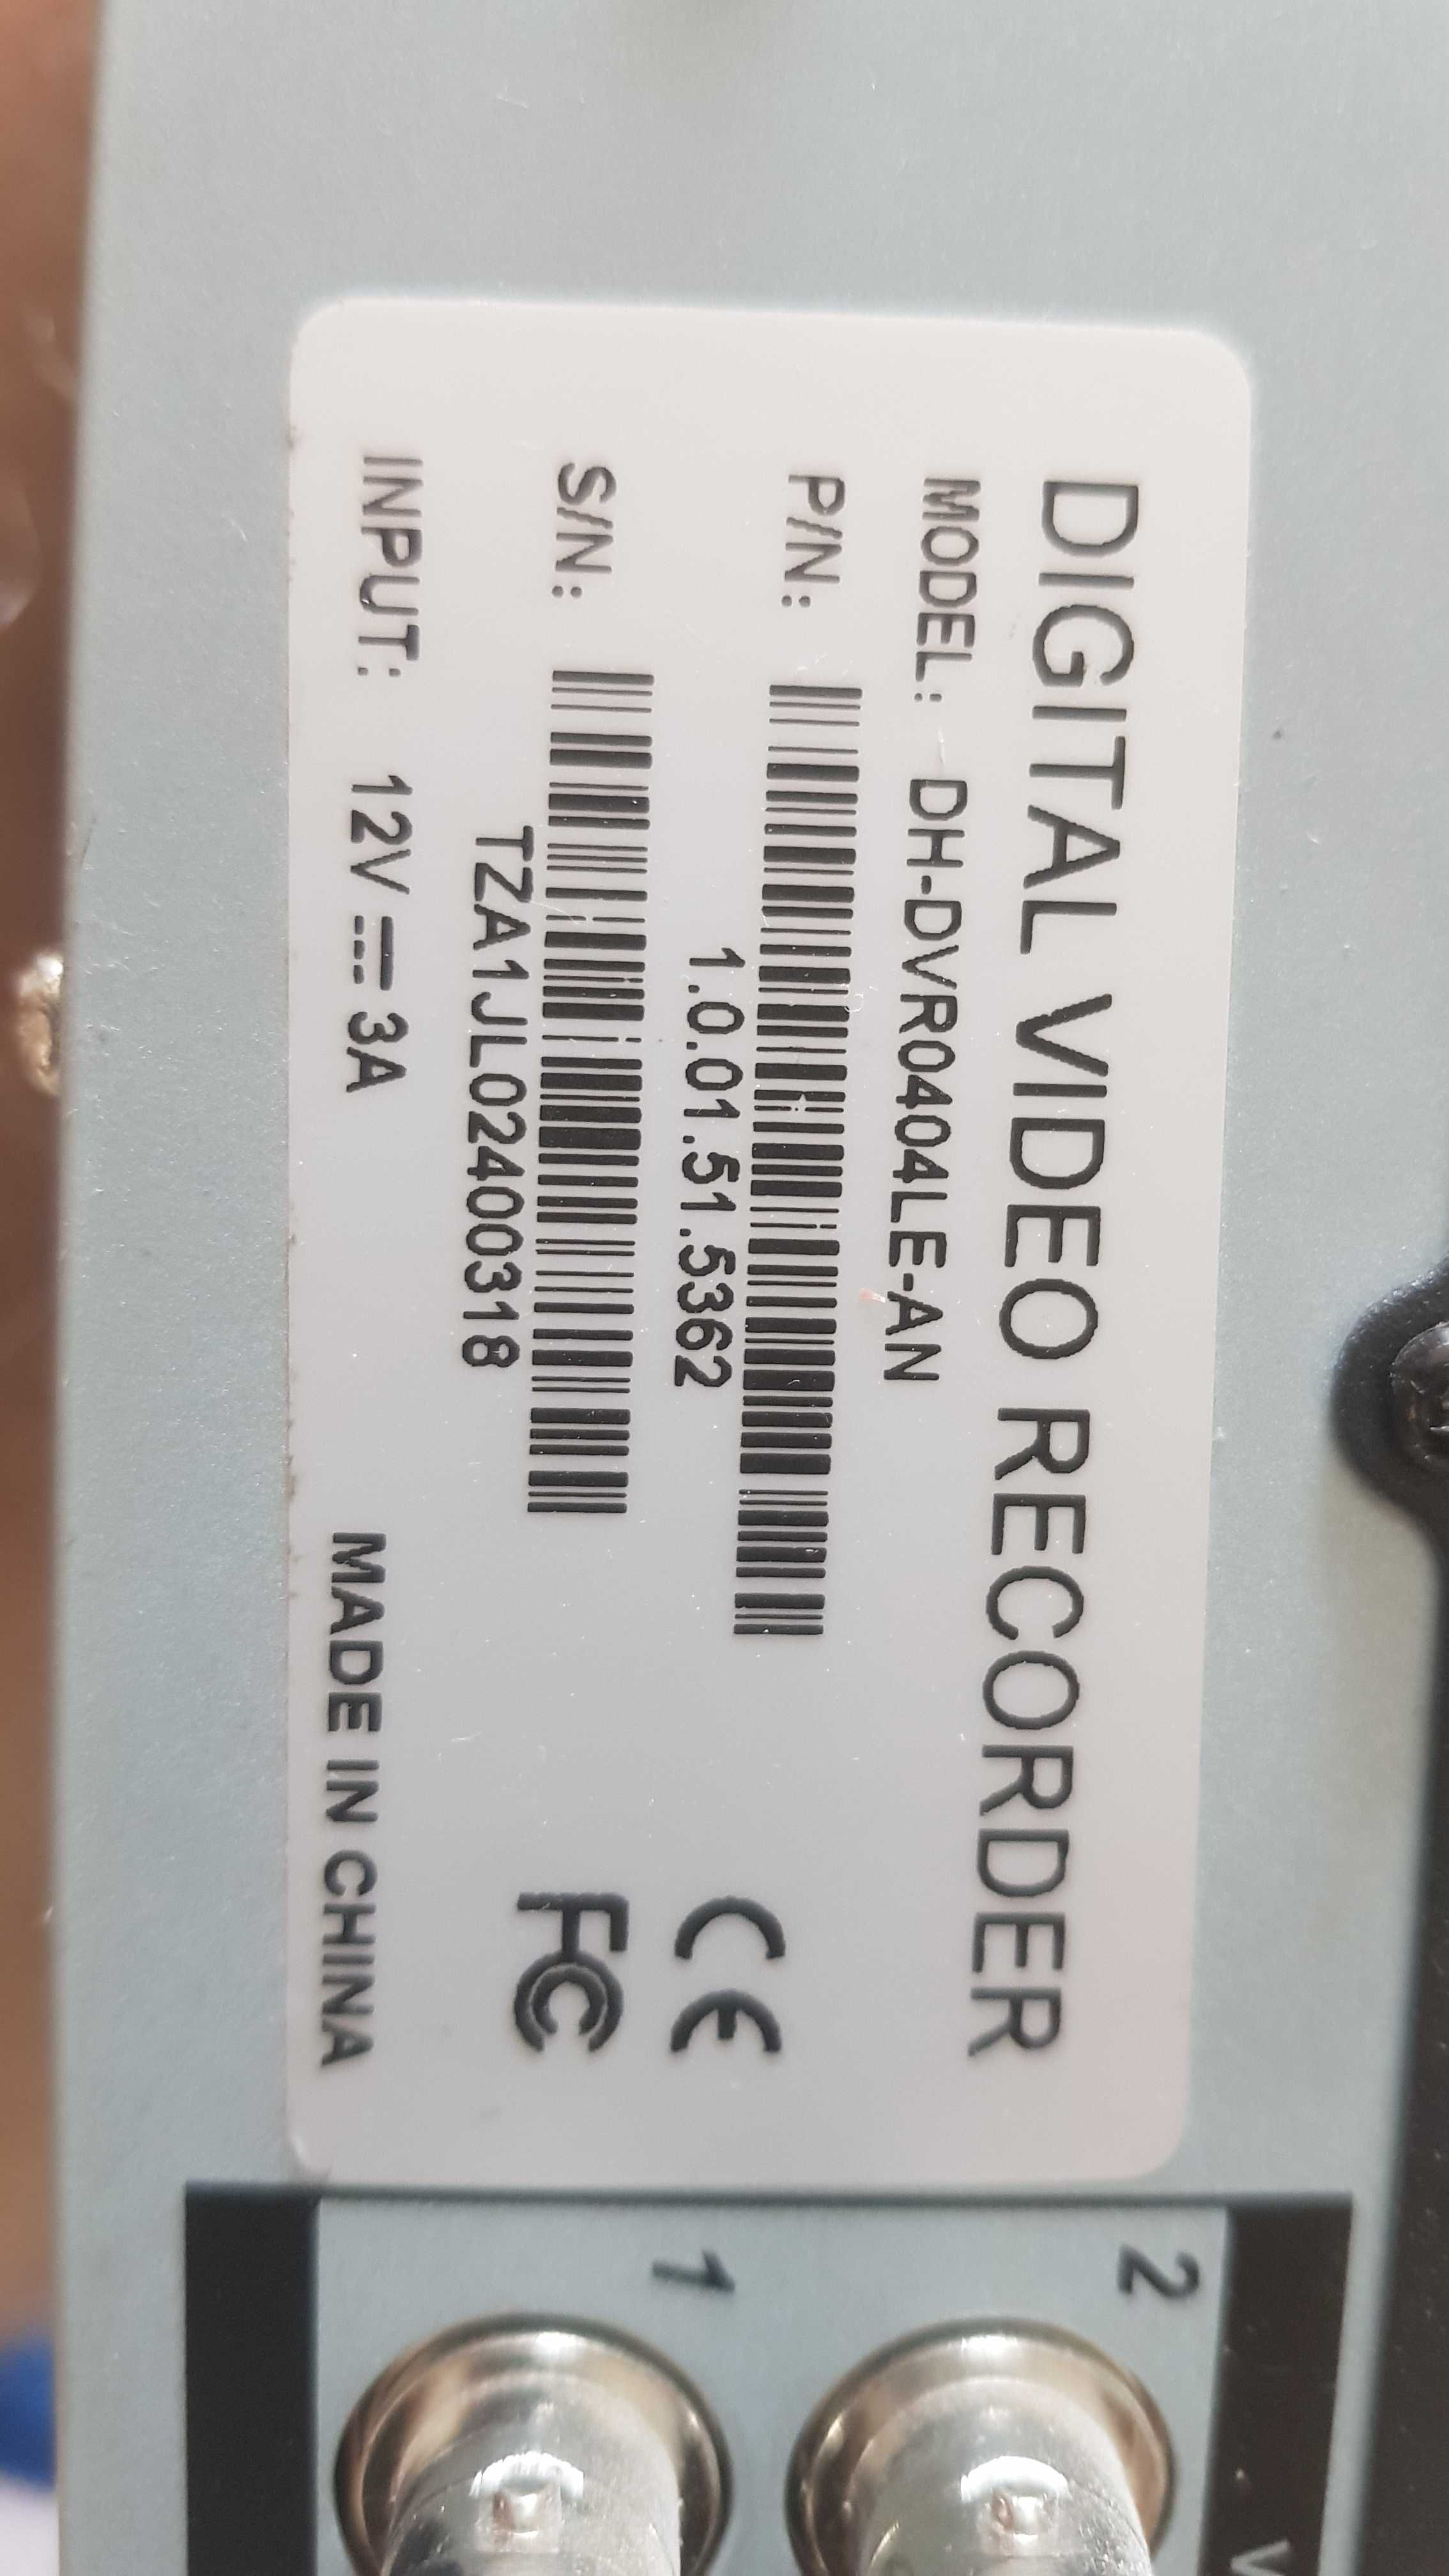 DIGITAL VIDEO RECORDER
MODEL: DH-DVR0404LE-AN
P/N:
1.0.01.51.5362
S/N:
TZA1JL02400318
INPUT: 12V ⎓ 3A
MADE IN CHINA
CE
FC
2
1
V